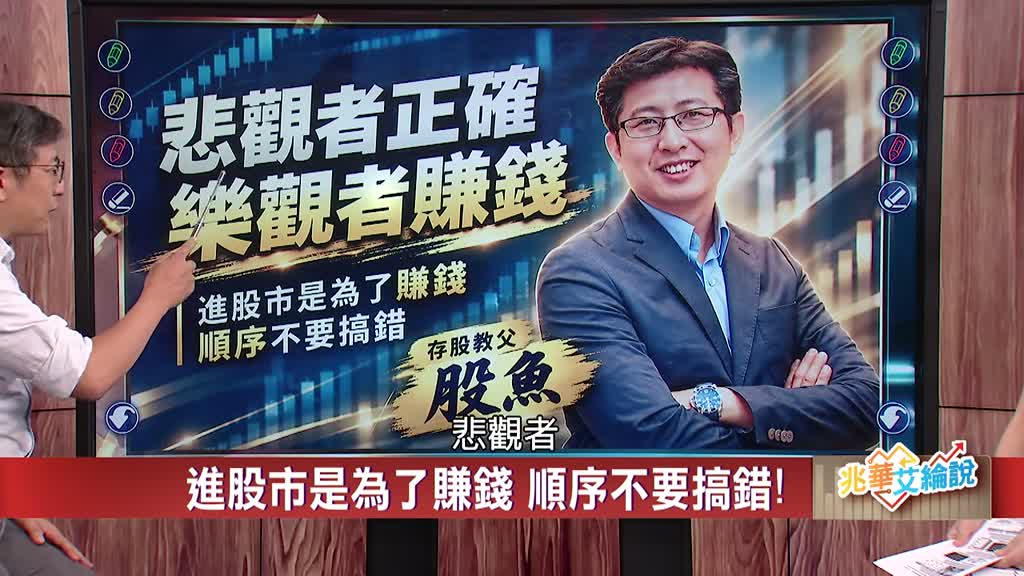 悲觀者正確
樂觀者賺錢
進股市是為了賺錢
順序不要搞錯
存股教父
股魚
悲觀者
進股市是為了賺錢 順序不要搞錯!
兆華艾綸說